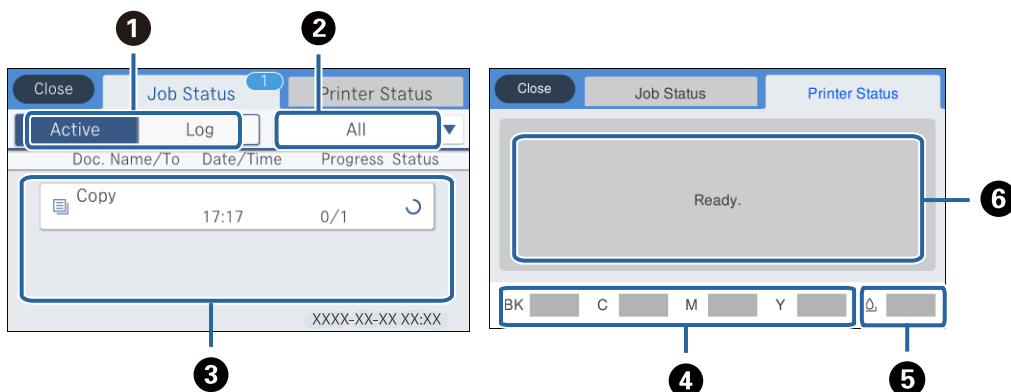 1
2
Close
Job Status
1
Printer Status
Active
Log
All
Doc. Name/To
Date/Time
Progress
Status
Copy
17:17
0/1
XXXX-XX-XX XX:XX
3
Close
Job Status
Printer Status
Ready.
6
BK
C
M
Y
4
5